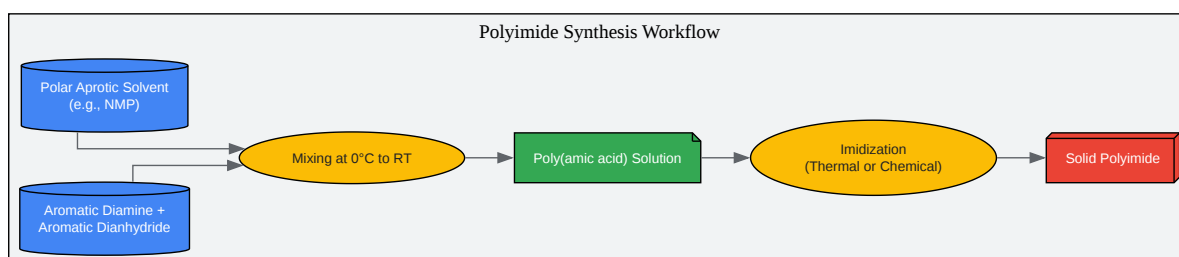 Polyimide Synthesis Workflow
Polar Aprotic Solvent
(e.g., NMP)
Aromatic Diamine +
Aromatic Dianhydride
Mixing at 0°C to RT
Poly(amic acid) Solution
Imidization
(Thermal or Chemical)
Solid Polyimide